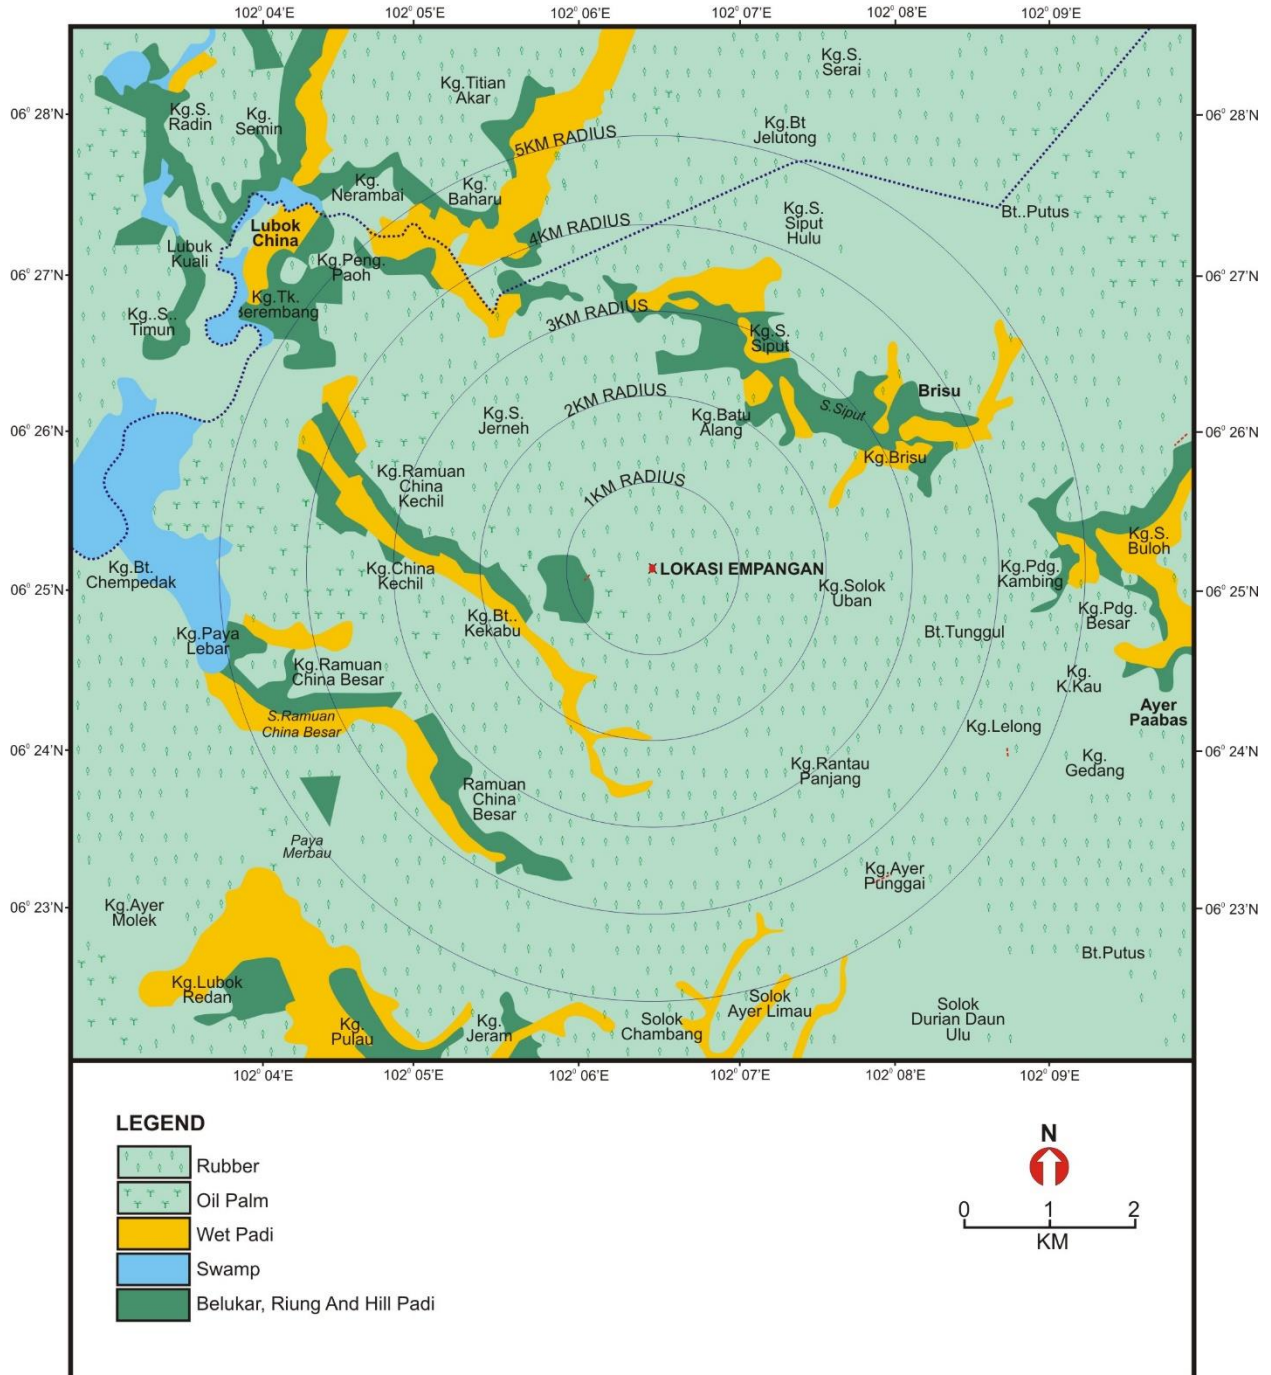 102° 04'E
102° 05'E
102° 06'E
102° 07'E
102° 08'E
102° 09'E
06° 28'N
06° 27'N
06° 26'N
06° 25'N
06° 24'N
06° 23'N
06° 28'N
06° 27'N
06° 26'N
06° 25'N
06° 24'N
06° 23'N
Kg.S.
Serai
Kg.Titian
Akar
Kg.S.
Radin
Kg.
Semin
Kg.Bt
Jelutong
5KM RADIUS
Kg.
Nerambai
Kg.
Baharu
Bt..Putus
Kg.S.
Siput
Hulu
4KM RADIUS
Lubok
China
Lubuk
Kuali
Kg.Peng.
Paoh
Kg.Tk.
Serembang
Kg..S..
Timun
3KM RADIUS
Kg.S.
Siput
2KM RADIUS
Brisu
S.Siput
Kg.S.
Jerneh
Kg.Batu
Alang
Kg.Brisu
Kg.Ramuan
China
Kechil
1KM RADIUS
Kg.S.
Buloh
Kg.Bt.
Chempedak
Kg.China
Kechil
LOKASI EMPANGAN
Kg.Solok
Uban
Kg.Pdg.
Kambing
Kg.Pdg.
Besar
Kg.Bt..
Kekabu
Kg.Paya
Lebar
Bt.Tunggul
Kg.Ramuan
China Besar
Kg.
K.Kau
Ayer
Paabas
S.Ramuan
China Besar
Kg.Lelong
Kg.
Gedang
Kg.Rantau
Panjang
Ramuan
China
Besar
Paya
Merbau
Kg.Ayer
Punggai
Kg.Ayer
Molek
Bt.Putus
Kg.Lubok
Redan
Kg.
Pulau
Kg.
Jeram
Solok
Chambang
Solok
Ayer Limau
Solok
Durian Daun
Ulu
102° 04'E
102° 05'E
102° 06'E
102° 07'E
102° 08'E
102° 09'E
LEGEND
Rubber
Oil Palm
Wet Padi
Swamp
Belukar, Riung And Hill Padi
N
0 1 2
KM